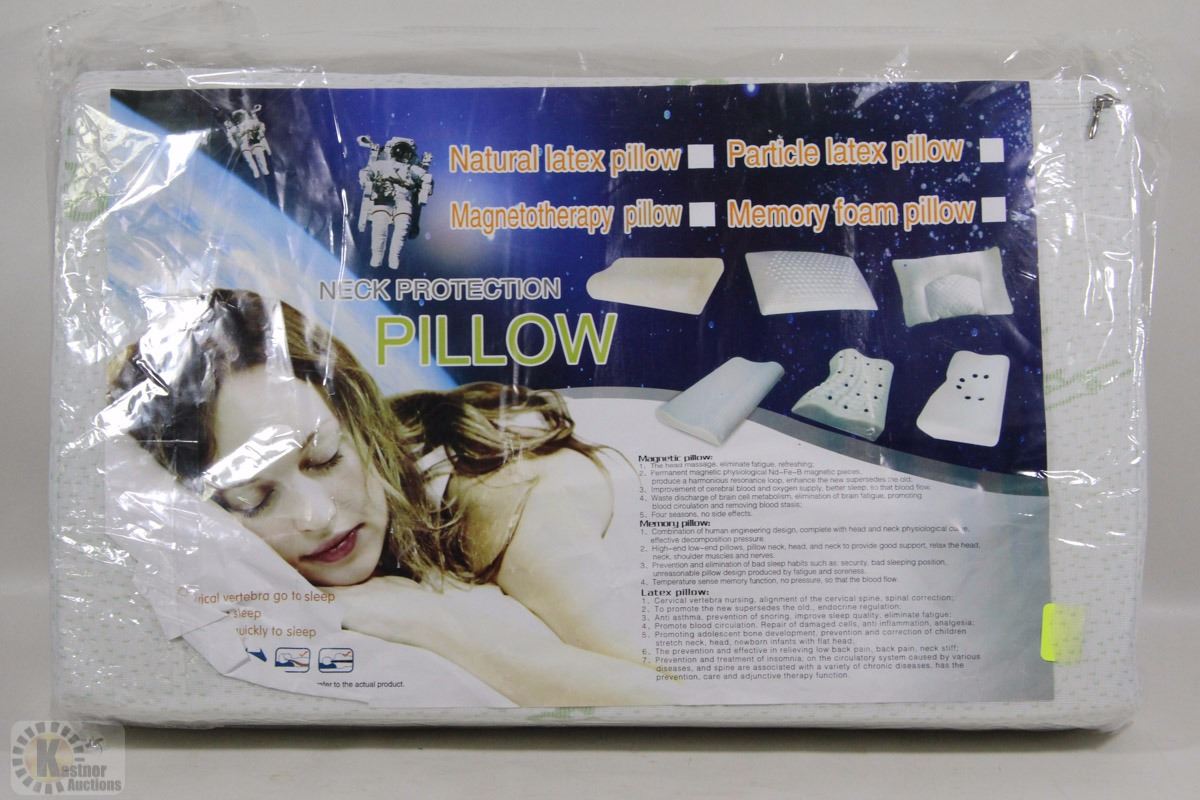 Natural latex pillow
Particle latex pillow
Magnetotherapy pillow
Memory foam pillow
NECK PROTECTION
PILLOW
Magnetic pillow:
1. The head massage, eliminate fatigue, refreshing;
2. Permanent magnetic physiological Nd-Fe-B magnetic pieces,
produce a harmonious resonance loop, enhance the new supersedes the old;
3. Improvement of cerebral blood and oxygen supply, better sleep, so that blood flow,
4. Waste discharge of brain cell metabolism, elimination of brain fatigue, promoting
blood circulation and removing blood stasis;
5. Four seasons, no side effects.
Memory pillow:
1. Combination of human engineering design, complete with head and neck physiological curve,
effective decomposition pressure.
2. High-end low-end pillows, pillow neck, head, and neck to provide good support, relax the head,
neck, shoulder muscles and nerves.
3. Prevention and elimination of bad sleep habits such as: security, bad sleeping position,
unreasonable pillow design produced by fatigue and soreness.
4. Temperature sense memory function, no pressure, so that the blood flow.
Latex pillow:
1. Cervical vertebra nursing, alignment of the cervical spine, spinal correction;
2. To promote the new supersedes the old., endocrine regulation;
3. Anti asthma, prevention of snoring, improve sleep quality, eliminate fatigue;
4. Promote blood circulation. Repair of damaged cells, anti inflammation, analgesia;
5. Promoting adolescent bone development, prevention and correction of children
stretch neck, head, newborn infants with flat head;
6. The prevention and effective in relieving low back pain, back pain, neck stiff;
7. Prevention and treatment of insomnia; on the circulatory system caused by various
diseases, and spine are associated with a variety of chronic diseases, has the
prevention, care and adjunctive therapy function.
vertebra go to sleep
sleep
quickly to sleep
to the actual product.
Kastner
Auctions